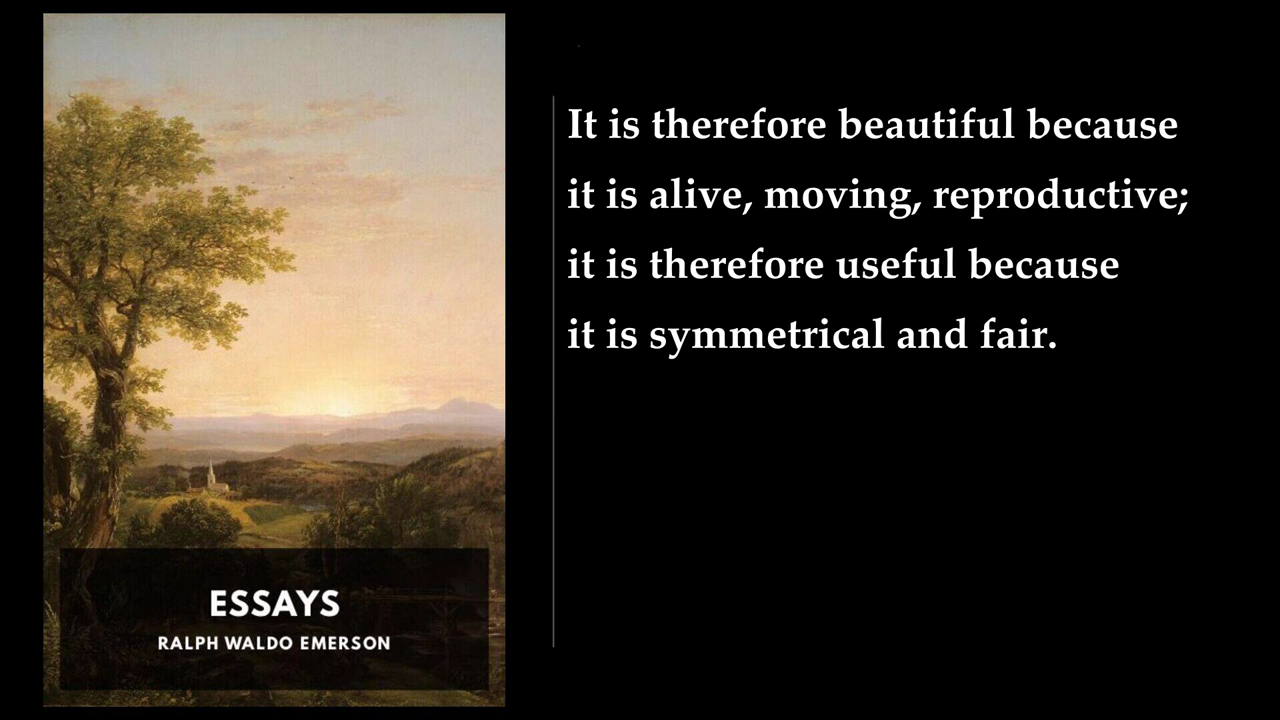 It is therefore beautiful because
it is alive, moving, reproductive;
it is therefore useful because
it is symmetrical and fair.
ESSAYS
RALPH WALDO EMERSON